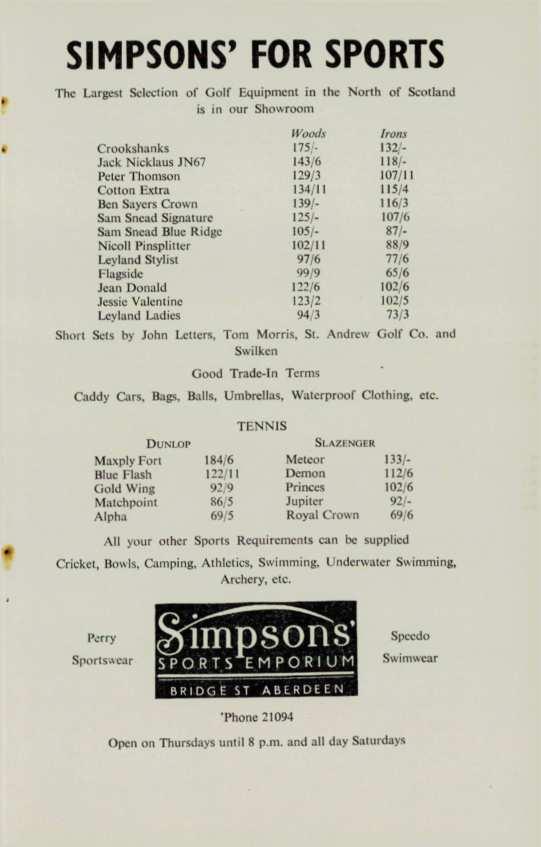 SIMPSONS' FOR SPORTS
The Largest Selection of Golf Equipment in the North of Scotland
is in our Showroom
Woods Irons
Crookshanks 175/- 132/-
Jack Nicklaus JN67 143/6 118/-
Peter Thomson 129/3 107/11
Cotton Extra 134/11 115/4
Ben Sayers Crown 139/- 116/3
Sam Snead Signature 125/- 107/6
Sam Snead Blue Ridge 105/- 87/-
Nicoll Pinsplitter 102/11 88/9
Leyland Stylist 97/6 77/6
Flagside 99/9 65/6
Jean Donald 122/6 102/6
Jessie Valentine 123/2 102/5
Leyland Ladies 94/3 73/3
Short Sets by John Letters, Tom Morris, St. Andrew Golf Co. and
Swilken
Good Trade-In Terms
Caddy Cars, Bags, Balls, Umbrellas, Waterproof Clothing, etc.
TENNIS
DUNLOP SLAZENGER
Maxply Fort 184/6 Meteor 133/-
Blue Flash 122/11 Demon 112/6
Gold Wing 92/9 Princes 102/6
Matchpoint 86/5 Jupiter 92/-
Alpha 69/5 Royal Crown 69/6
All your other Sports Requirements can be supplied
Cricket, Bowls, Camping, Athletics, Swimming, Underwater Swimming,
Archery, etc.
Perry
Sportswear
Simpsons'
SPORTS EMPORIUM
BRIDGE ST ABERDEEN
Speedo
Swimwear
'Phone 21094
Open on Thursdays until 8 p.m. and all day Saturdays